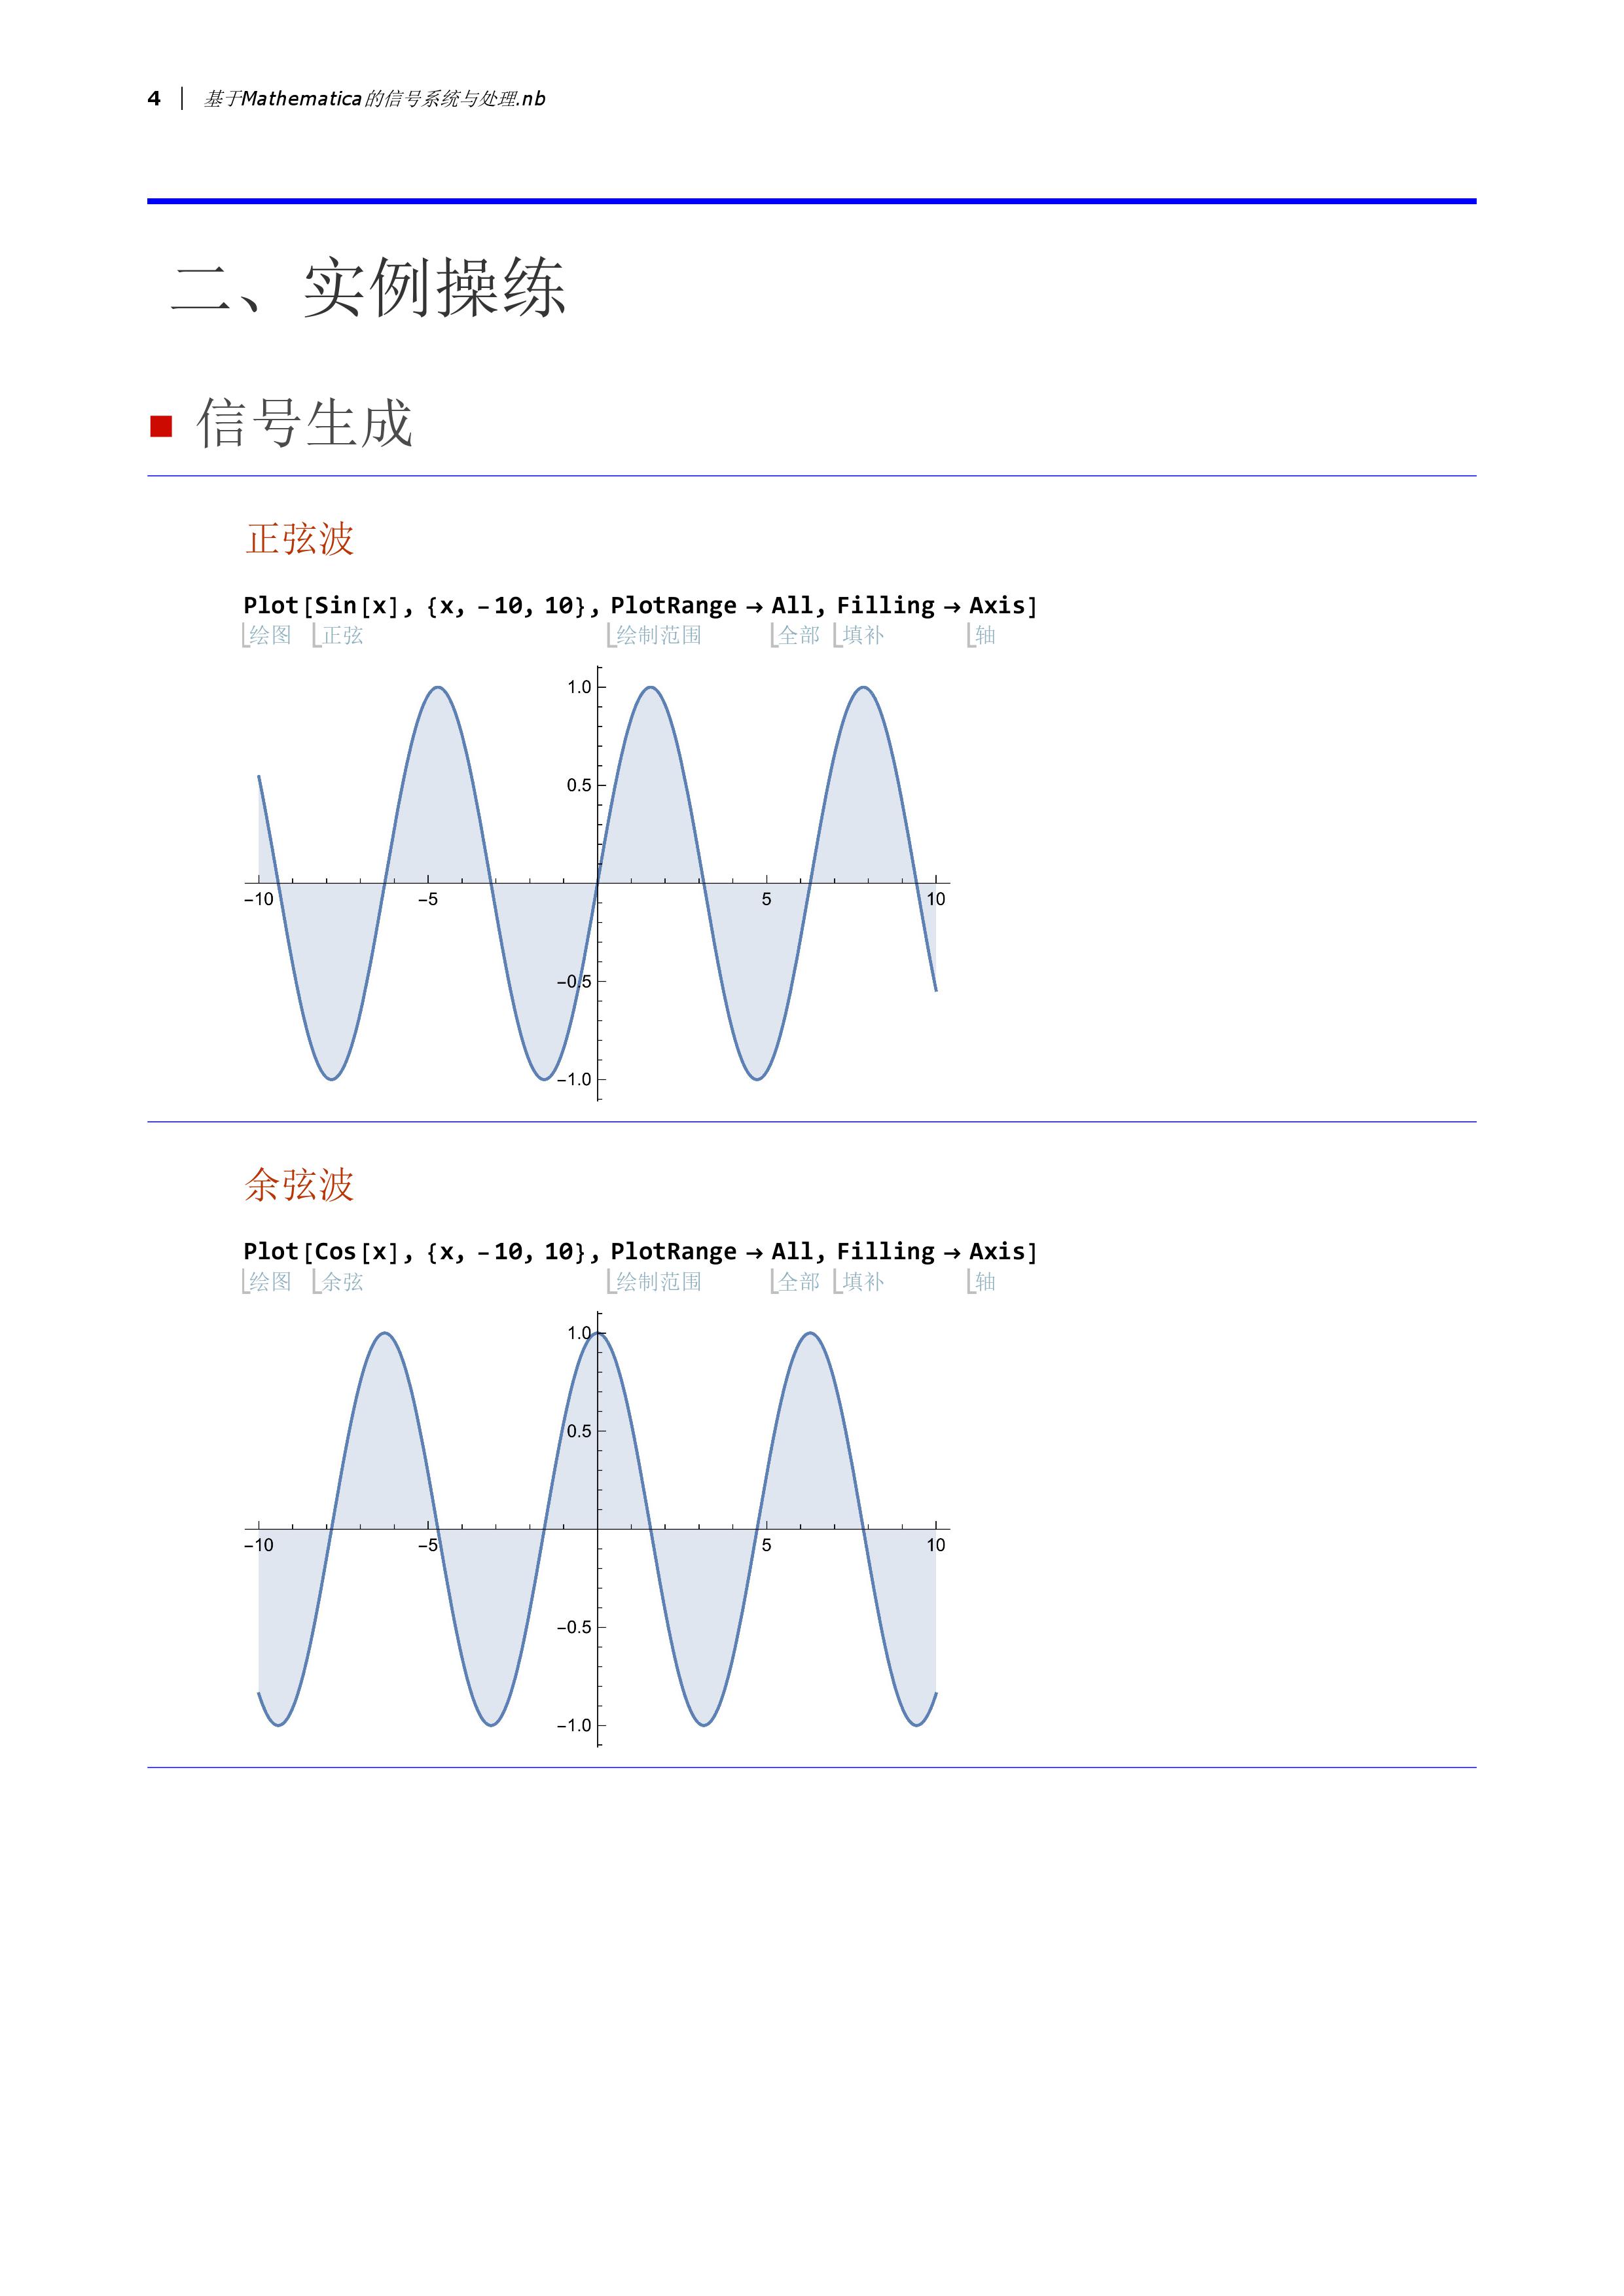 4 基于Mathematica的信号系统与处理.nb
二、实例操练
■ 信号生成
正弦波
Plot[Sin[x], {x, -10, 10}, PlotRange → All, Filling → Axis]
绘图 正弦 绘制范围 全部 填补 轴
1.0
0.5
-10 -5 5 10
-0.5
-1.0
余弦波
Plot[Cos[x], {x, -10, 10}, PlotRange → All, Filling → Axis]
绘图 余弦 绘制范围 全部 填补 轴
1.0
0.5
-10 -5 5 10
-0.5
-1.0